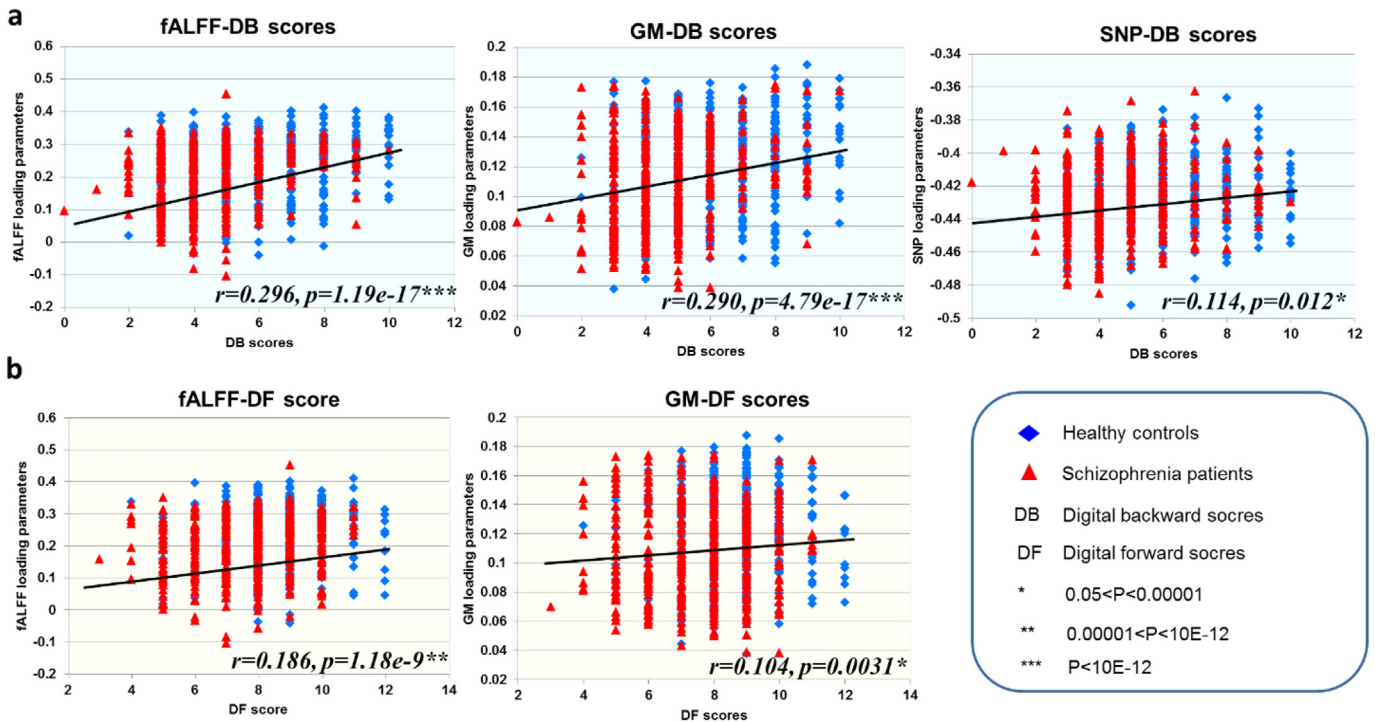 a
fALFF-DB scores
fALFF loading parameters
0.6
0.5
0.4
0.3
0.2
0.1
0
-0.1
-0.2
r=0.296, p=1.19e-17***
0 2 4 6 8 10 12
DB scores
GM-DB scores
GM loading parameters
0.2
0.18
0.16
0.14
0.12
0.1
0.08
0.06
0.04
0.02
r=0.290, p=4.79e-17***
0 2 4 6 8 10 12
DB scores
SNP-DB scores
SNP loading parameters
-0.34
-0.36
-0.38
-0.4
-0.42
-0.44
-0.46
-0.48
-0.5
r=0.114, p=0.012*
0 2 4 6 8 10 12
DB scores
b
fALFF-DF score
fALFF loading parameters
0.6
0.5
0.4
0.3
0.2
0.1
0
-0.1
-0.2
r=0.186, p=1.18e-9**
2 4 6 8 10 12 14
DF score
GM-DF scores
GM loading parameters
0.2
0.18
0.16
0.14
0.12
0.1
0.08
0.06
0.04
0.02
r=0.104, p=0.0031*
2 4 6 8 10 12 14
DF scores
Healthy controls
Schizophrenia patients
DB Digital backward socres
DF Digital forward socres
* 0.05<P<0.00001
** 0.00001<P<10E-12
*** P<10E-12